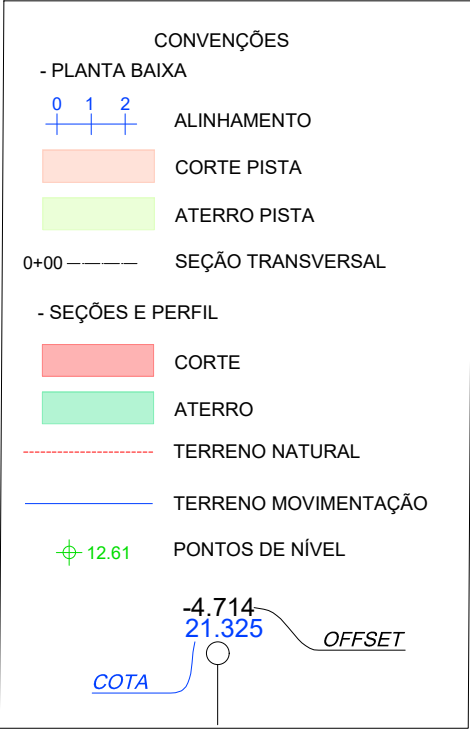 CONVENÇÕES
- PLANTA BAIXA
0 1 2
ALINHAMENTO
CORTE PISTA
ATERRO PISTA
0+00 SEÇÃO TRANSVERSAL
- SEÇÕES E PERFIL
CORTE
ATERRO
TERRENO NATURAL
TERRENO MOVIMENTAÇÃO
12.61 PONTOS DE NÍVEL
-4.714
21.325
OFFSET
COTA